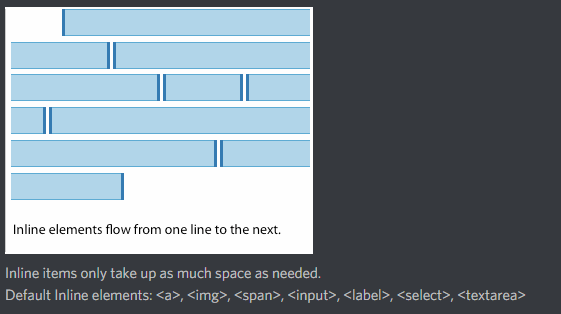 Inline elements flow from one line to the next.
Inline items only take up as much space as needed.
Default Inline elements: <a>, <img>, <span>, <input>, <label>, <select>, <textarea>